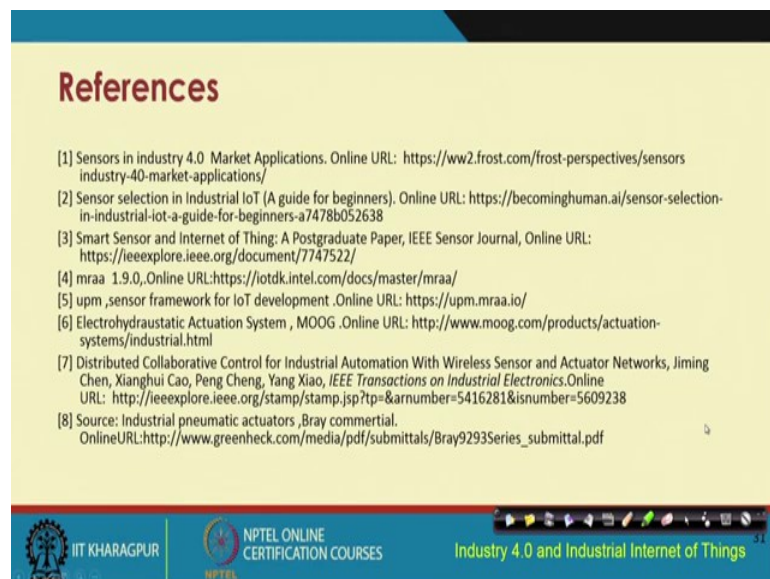 References
[1] Sensors in industry 4.0 Market Applications. Online URL: https://ww2.frost.com/frost-perspectives/sensors
industry-40-market-applications/
[2] Sensor selection in Industrial IoT (A guide for beginners). Online URL: https://becominghuman.ai/sensor-selection-
in-industrial-iot-a-guide-for-beginners-a7478b052638
[3] Smart Sensor and Internet of Thing: A Postgraduate Paper, IEEE Sensor Journal, Online URL:
https://ieeexplore.ieee.org/document/7747522/
[4] mraa 1.9.0,.Online URL:https://iotdk.intel.com/docs/master/mraa/
[5] upm ,sensor framework for IoT development .Online URL: https://upm.mraa.io/
[6] Electrohydraustatic Actuation System , MOOG .Online URL: http://www.moog.com/products/actuation-
systems/industrial.html
[7] Distributed Collaborative Control for Industrial Automation With Wireless Sensor and Actuator Networks, Jiming
Chen, Xianghui Cao, Peng Cheng, Yang Xiao, IEEE Transactions on Industrial Electronics.Online
URL: http://ieeexplore.ieee.org/stamp/stamp.jsp?tp=&arnumber=5416281&isnumber=5609238
[8] Source: Industrial pneumatic actuators ,Bray commertial.
OnlineURL:http://www.greenheck.com/media/pdf/submittals/Bray9293Series_submittal.pdf
31
IIT KHARAGPUR
NPTEL
NPTEL ONLINE
CERTIFICATION COURSES
Industry 4.0 and Industrial Internet of Things